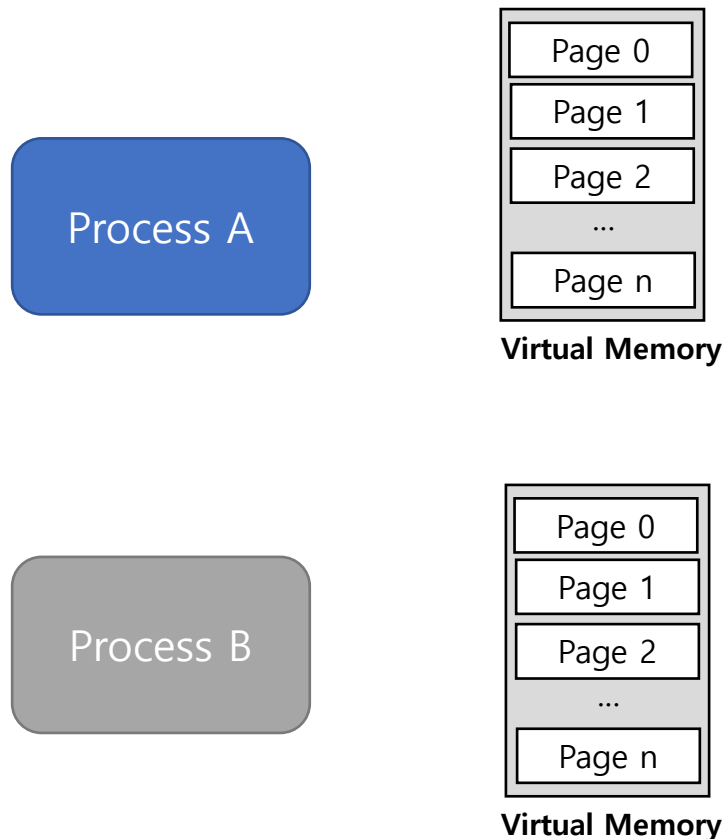 Process A
Page 0
Page 1
Page 2
...
Page n
Virtual Memory
Process B
Page 0
Page 1
Page 2
...
Page n
Virtual Memory